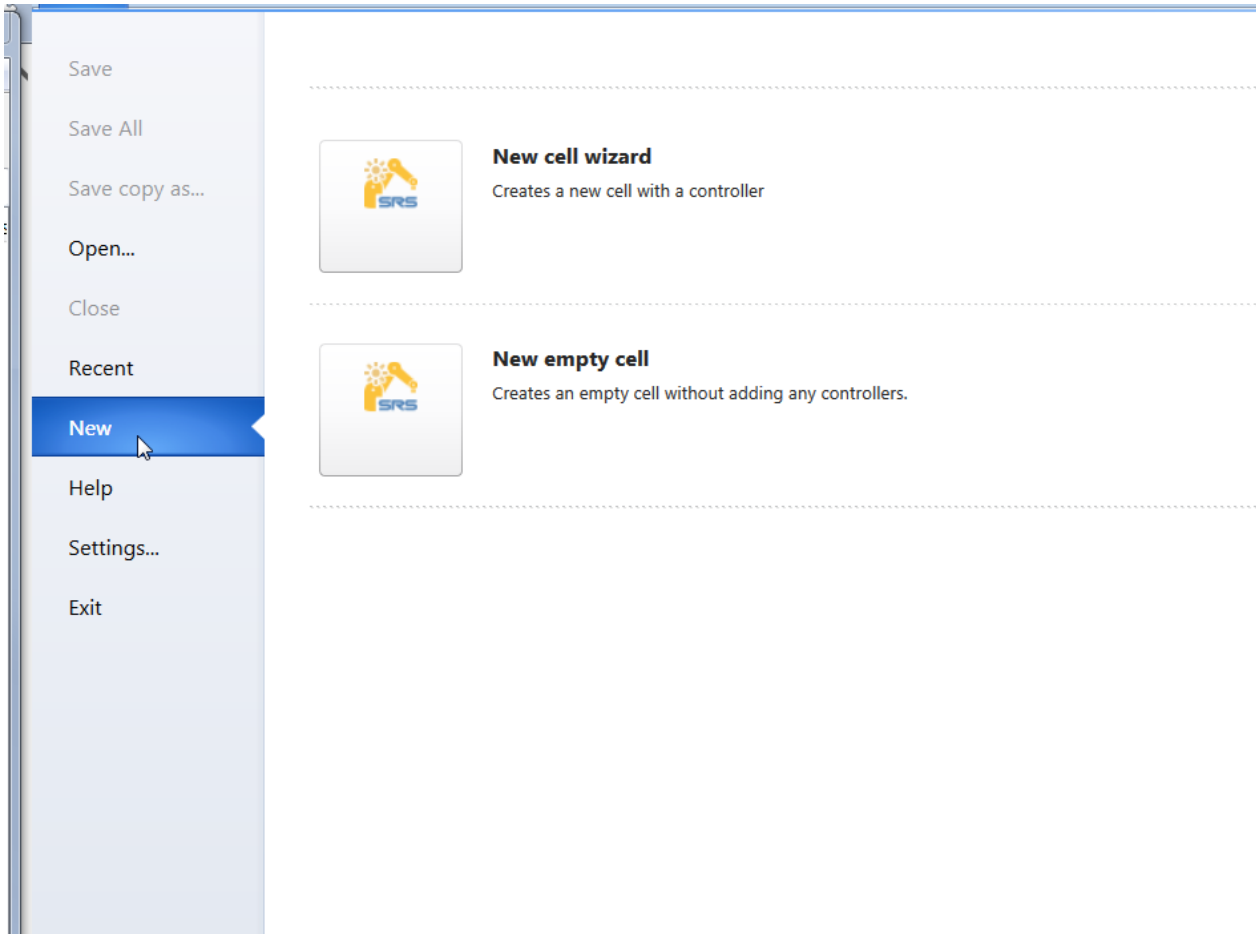 Save
Save All
Save copy as...
Open...
Close
Recent
New
Help
Settings...
Exit
SRS
New cell wizard
Creates a new cell with a controller
SRS
New empty cell
Creates an empty cell without adding any controllers.